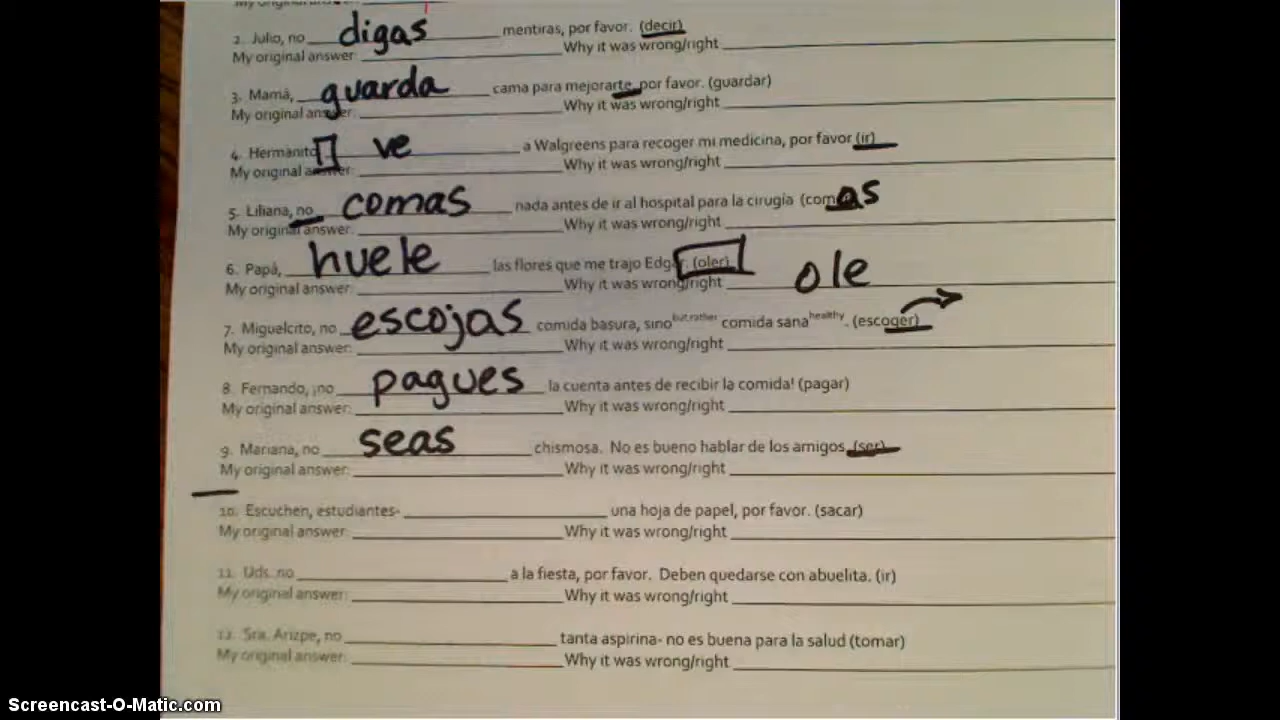 2. Julio, no digas mentiras, por favor. (decir)
My original answer: Why it was wrong/right
3. Mamá, guarda cama para mejorarte, por favor. (guardar)
My original answer: Why it was wrong/right
4. Hermanito, ve a Walgreens para recoger mi medicina, por favor (ir)
My original answer: Why it was wrong/right
5. Liliana, no comas nada antes de ir al hospital para la cirugía (comas
My original answer: Why it was wrong/right
6. Papá, huele las flores que me trajo Edgar. (oler) ole
My original answer: Why it was wrong/right
7. Miguelcito, no escojas comida basura, sino but rather comida sana healthy. (escoger)
My original answer: Why it was wrong/right
8. Fernando, ¡no pagues la cuenta antes de recibir la comida! (pagar)
My original answer: Why it was wrong/right
9. Mariana, no seas chismosa. No es bueno hablar de los amigos (ser)
My original answer: Why it was wrong/right
10. Escuchen, estudiantes- una hoja de papel, por favor. (sacar)
My original answer: Why it was wrong/right
11. Uds. no a la fiesta, por favor. Deben quedarse con abuelita. (ir)
My original answer: Why it was wrong/right
12. Sra. Arizpe, no tanta aspirina- no es buena para la salud (tomar)
My original answer: Why it was wrong/right
Screencast-O-Matic.com